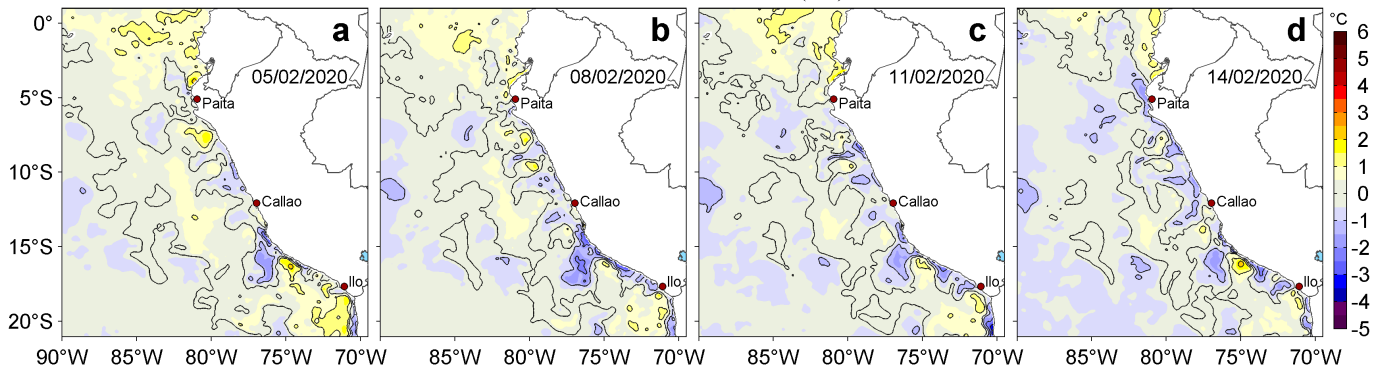 a b c d
°C
05/02/2020 08/02/2020 11/02/2020 14/02/2020
Paita Paita Paita Paita
Callao Callao Callao Callao
Ilo Ilo Ilo Ilo
0°
5°S
10°S
15°S
20°S
90°W 85°W 80°W 75°W 70°W 85°W 80°W 75°W 70°W 85°W 80°W 75°W 70°W 85°W 80°W 75°W 70°W
6
5
4
3
2
1
0
-1
-2
-3
-4
-5